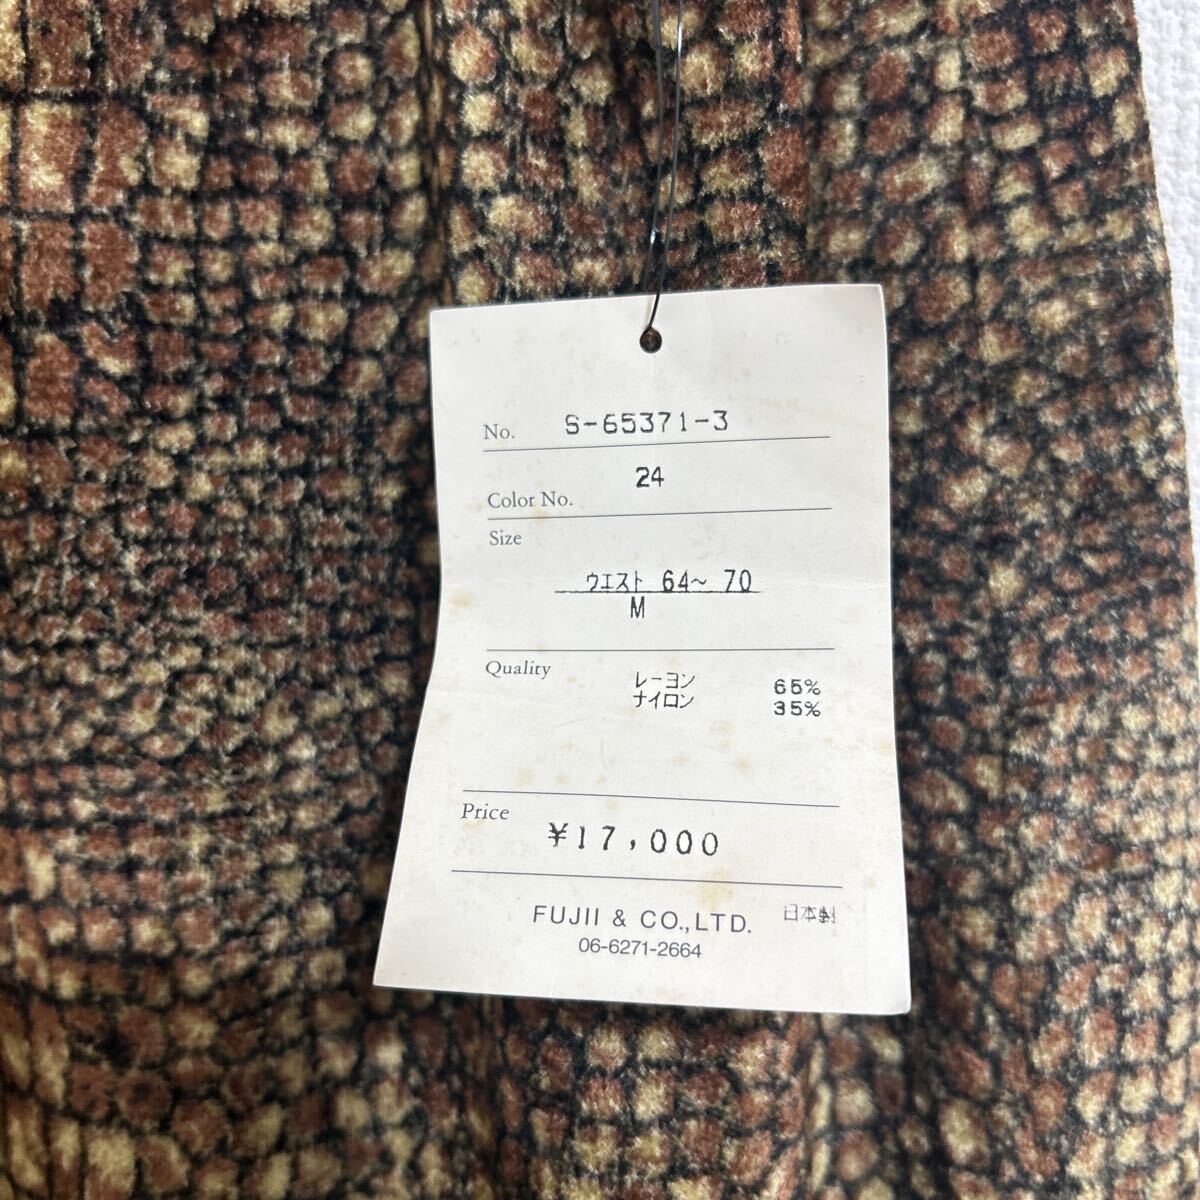 No. S-65371-3
Color No. 24
Size
ウエスト 64~ 70
M
Quality レーヨン 65%
ナイロン 35%
Price ¥17,000
FUJII & CO.,LTD. 日本製
06-6271-2664